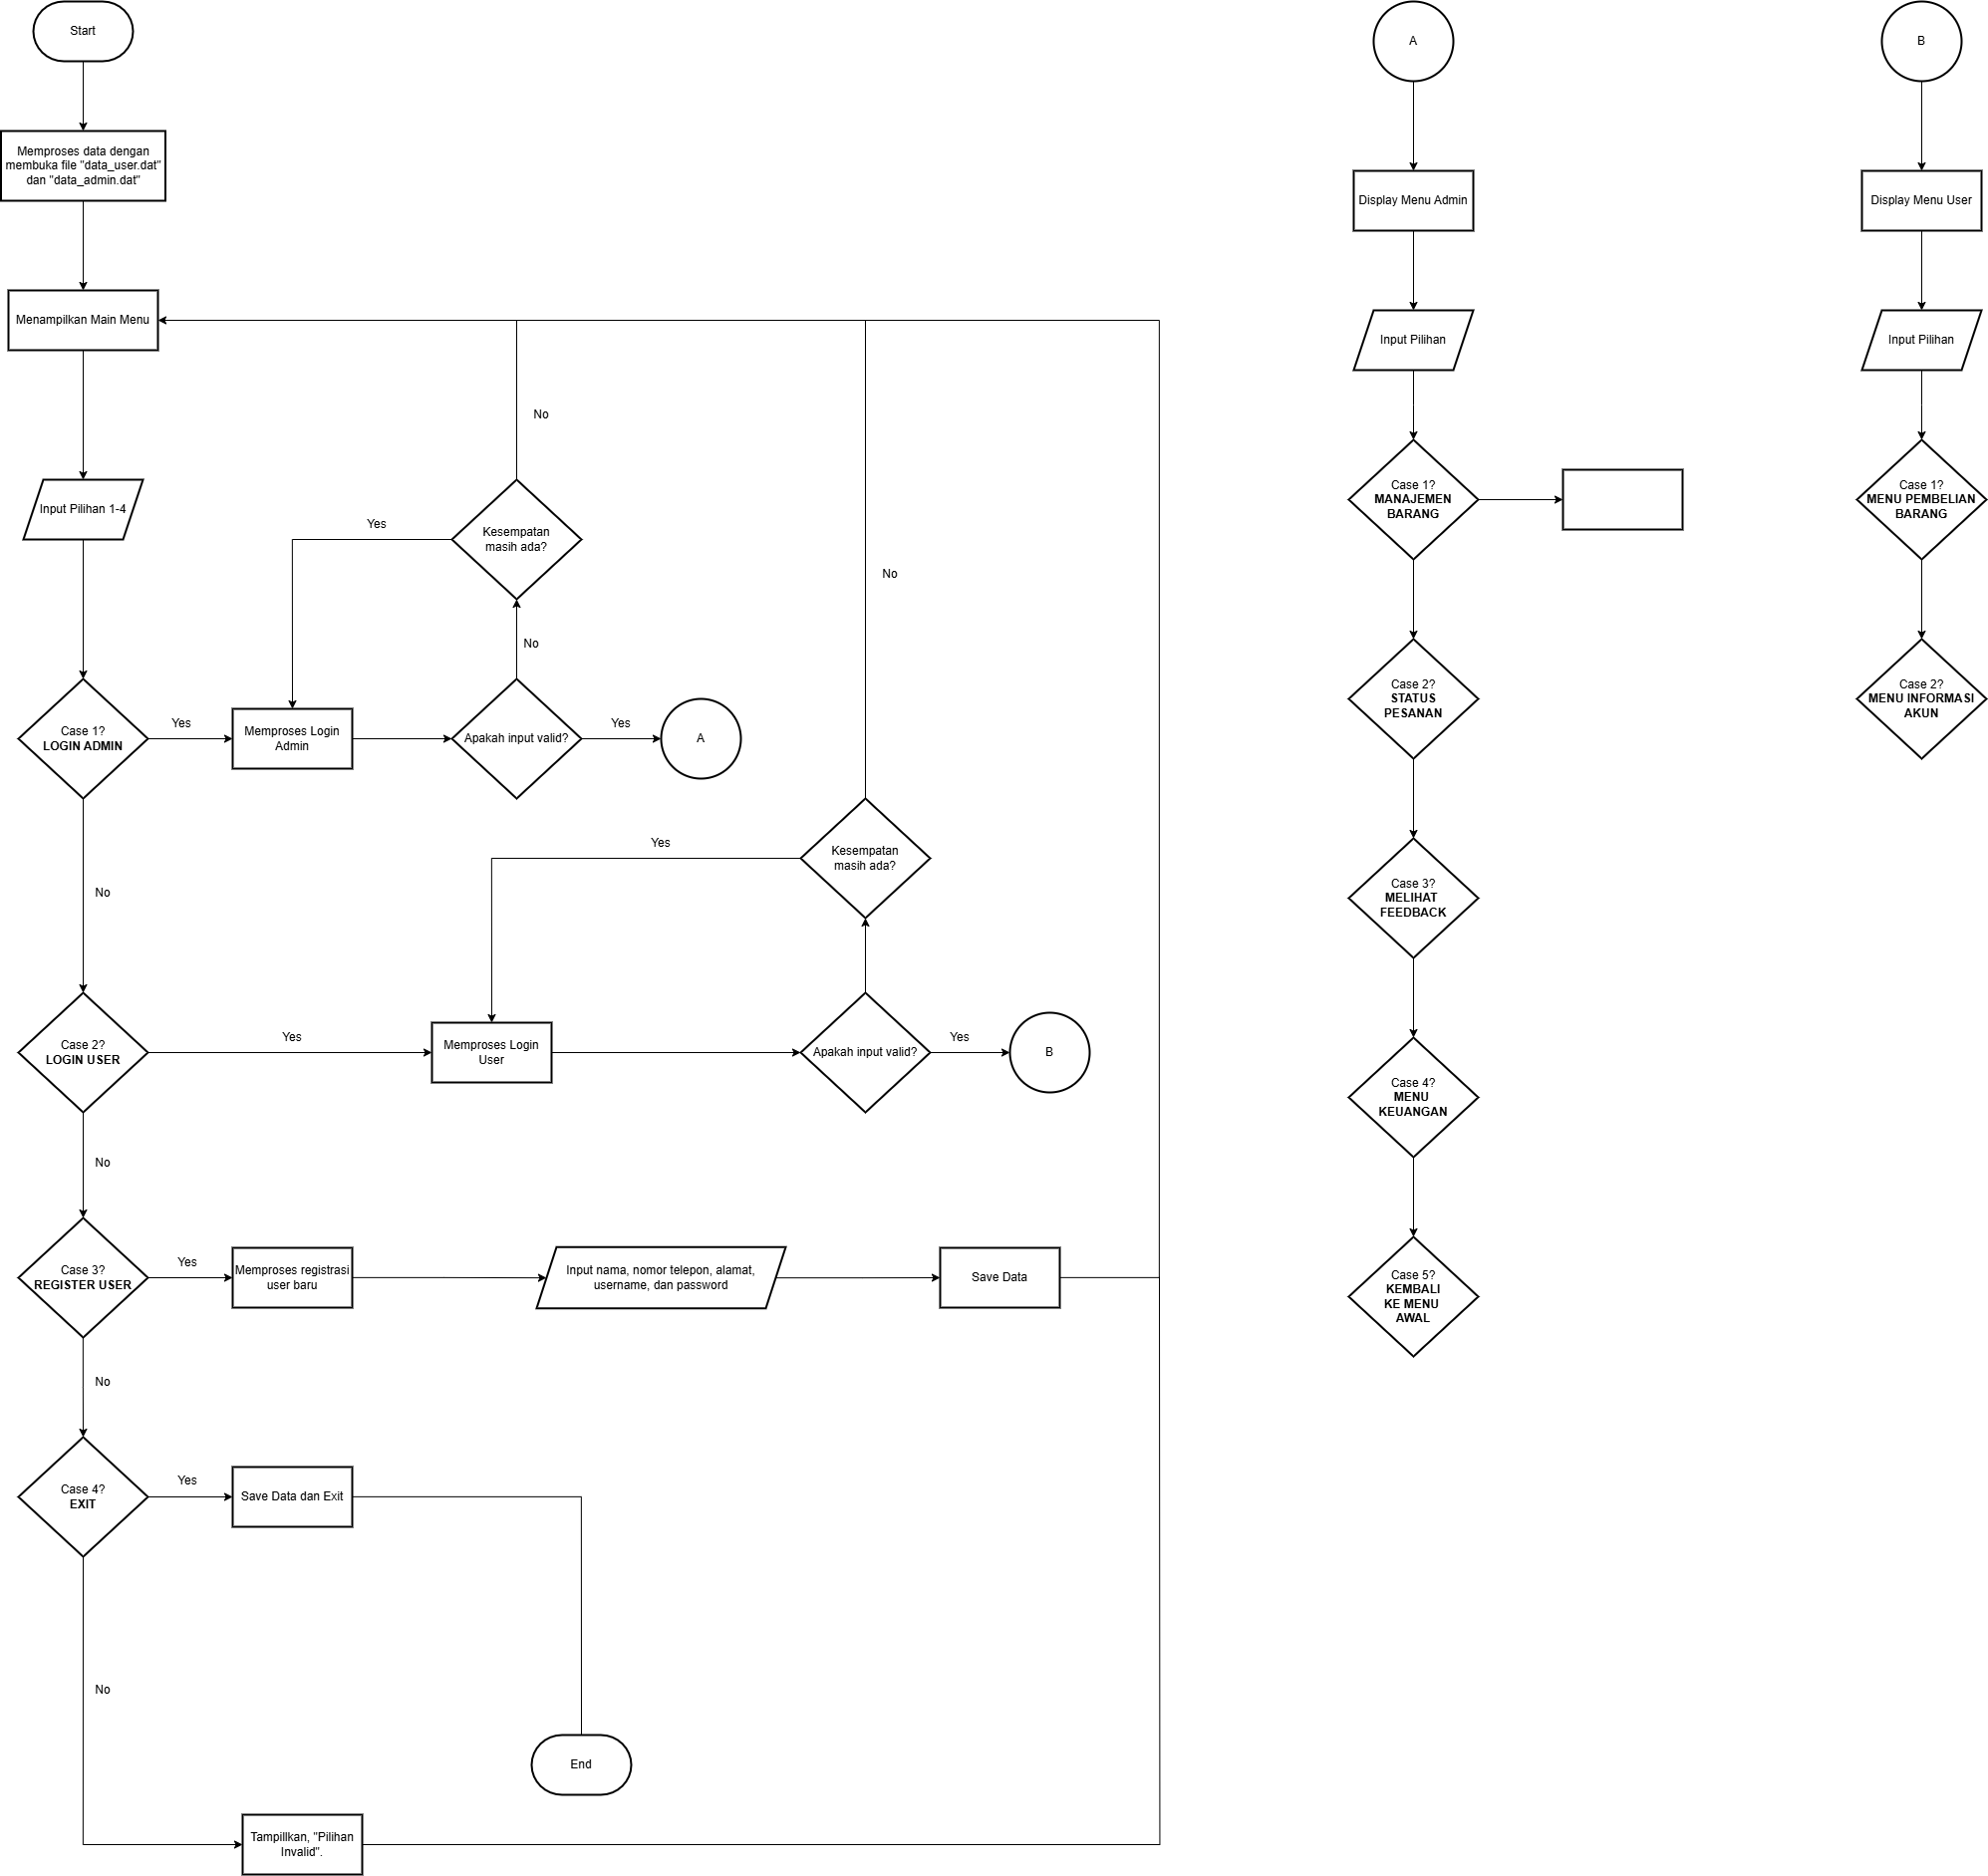 Start
Memproses data dengan
membuka file "data_user.dat"
dan "data_admin.dat"
Menampilkan Main Menu
Input Pilihan 1-4
No
Kesempatan
masih ada?
Yes
No
Case 1?
LOGIN ADMIN
Yes
Memproses Login
Admin
Apakah input valid?
Yes
A
No
No
Kesempatan
masih ada?
Yes
Case 2?
LOGIN USER
Yes
Memproses Login
User
Apakah input valid?
Yes
B
No
Case 3?
REGISTER USER
Yes
Memproses registrasi
user baru
Input nama, nomor telepon, alamat,
username, dan password
Save Data
No
Case 4?
EXIT
Yes
Save Data dan Exit
No
End
Tampillkan, "Pilihan
Invalid".
A
Display Menu Admin
Input Pilihan
Case 1?
MANAJEMEN
BARANG
Case 2?
STATUS
PESANAN
Case 3?
MELIHAT
FEEDBACK
Case 4?
MENU
KEUANGAN
Case 5?
KEMBALI
KE MENU
AWAL
B
Display Menu User
Input Pilihan
Case 1?
MENU PEMBELIAN
BARANG
Case 2?
MENU INFORMASI
AKUN